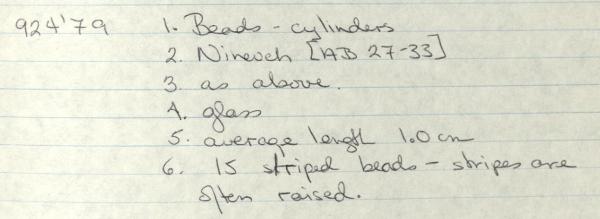 924'79 1. Beads - cylinders
2. Nineveh [AB 27-33]
3. as above.
4. glass
5. average length 1.0 cm
6. 15 striped beads - stripes are
often raised.